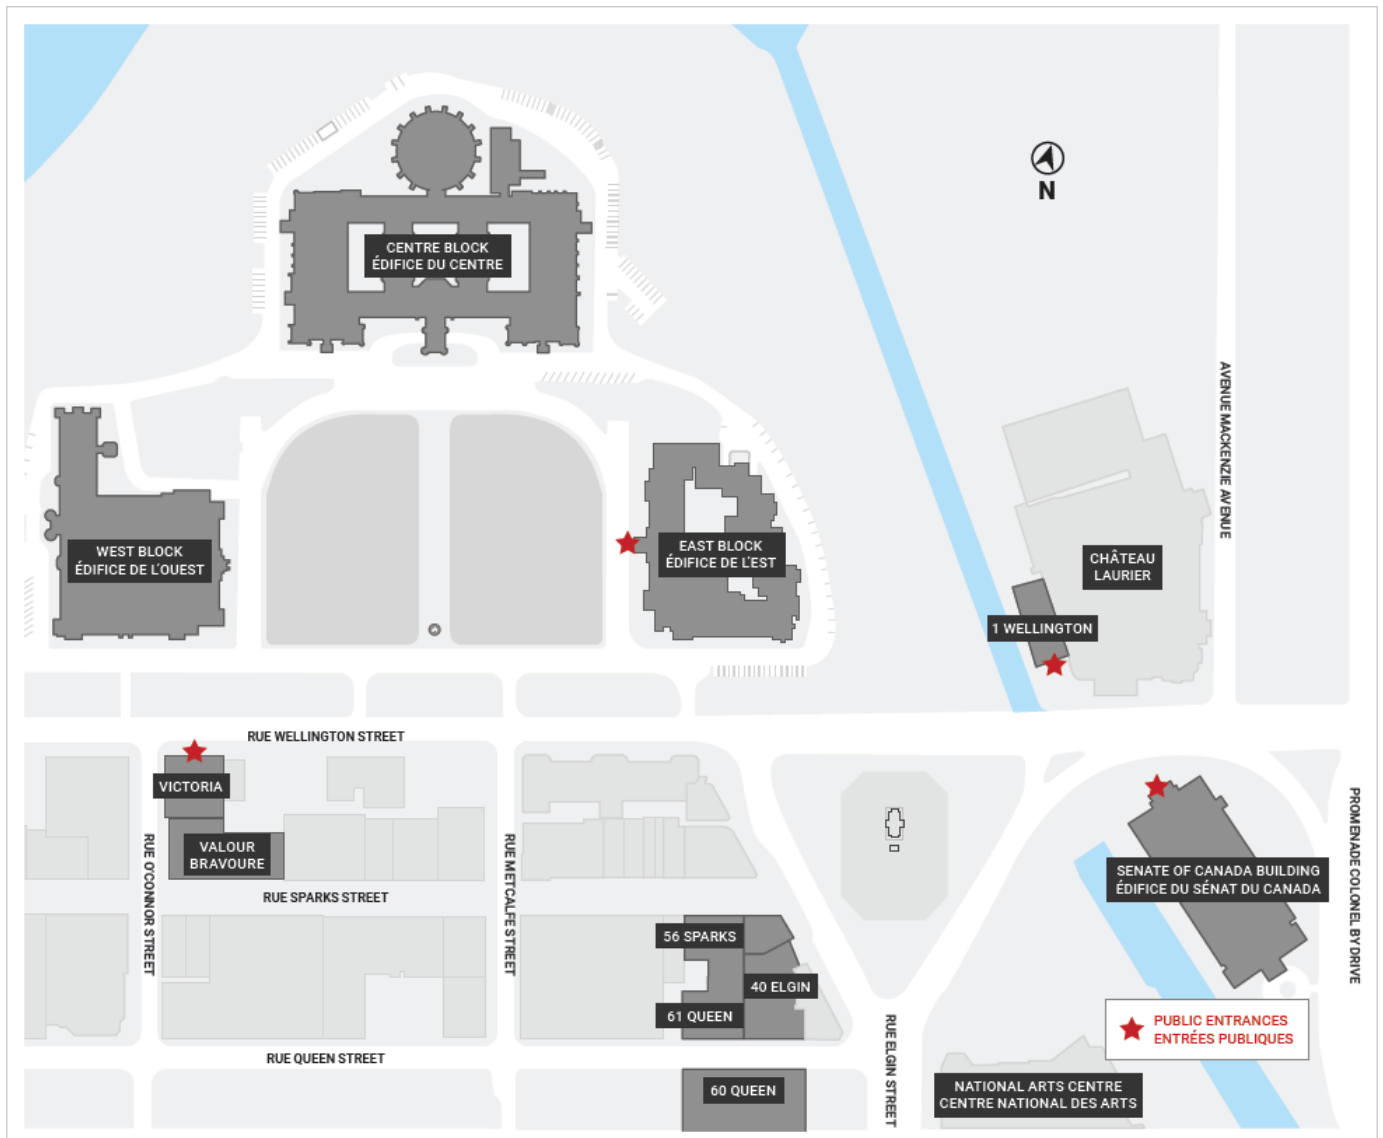 N
CENTRE BLOCK
ÉDIFICE DU CENTRE
AVENUE MACKENZIE AVENUE
WEST BLOCK
ÉDIFICE DE L'OUEST
EAST BLOCK
ÉDIFICE DE L'EST
CHÂTEAU
LAURIER
1 WELLINGTON
RUE WELLINGTON STREET
VICTORIA
VALOUR
BRAVOURE
RUE O'CONNOR STREET
RUE METCALFE STREET
RUE SPARKS STREET
PROMENADE COLONEL BY DRIVE
SENATE OF CANADA BUILDING
ÉDIFICE DU SÉNAT DU CANADA
56 SPARKS
40 ELGIN
61 QUEEN
RUE ELGIN STREET
PUBLIC ENTRANCES
ENTRÉES PUBLIQUES
RUE QUEEN STREET
60 QUEEN
NATIONAL ARTS CENTRE
CENTRE NATIONAL DES ARTS